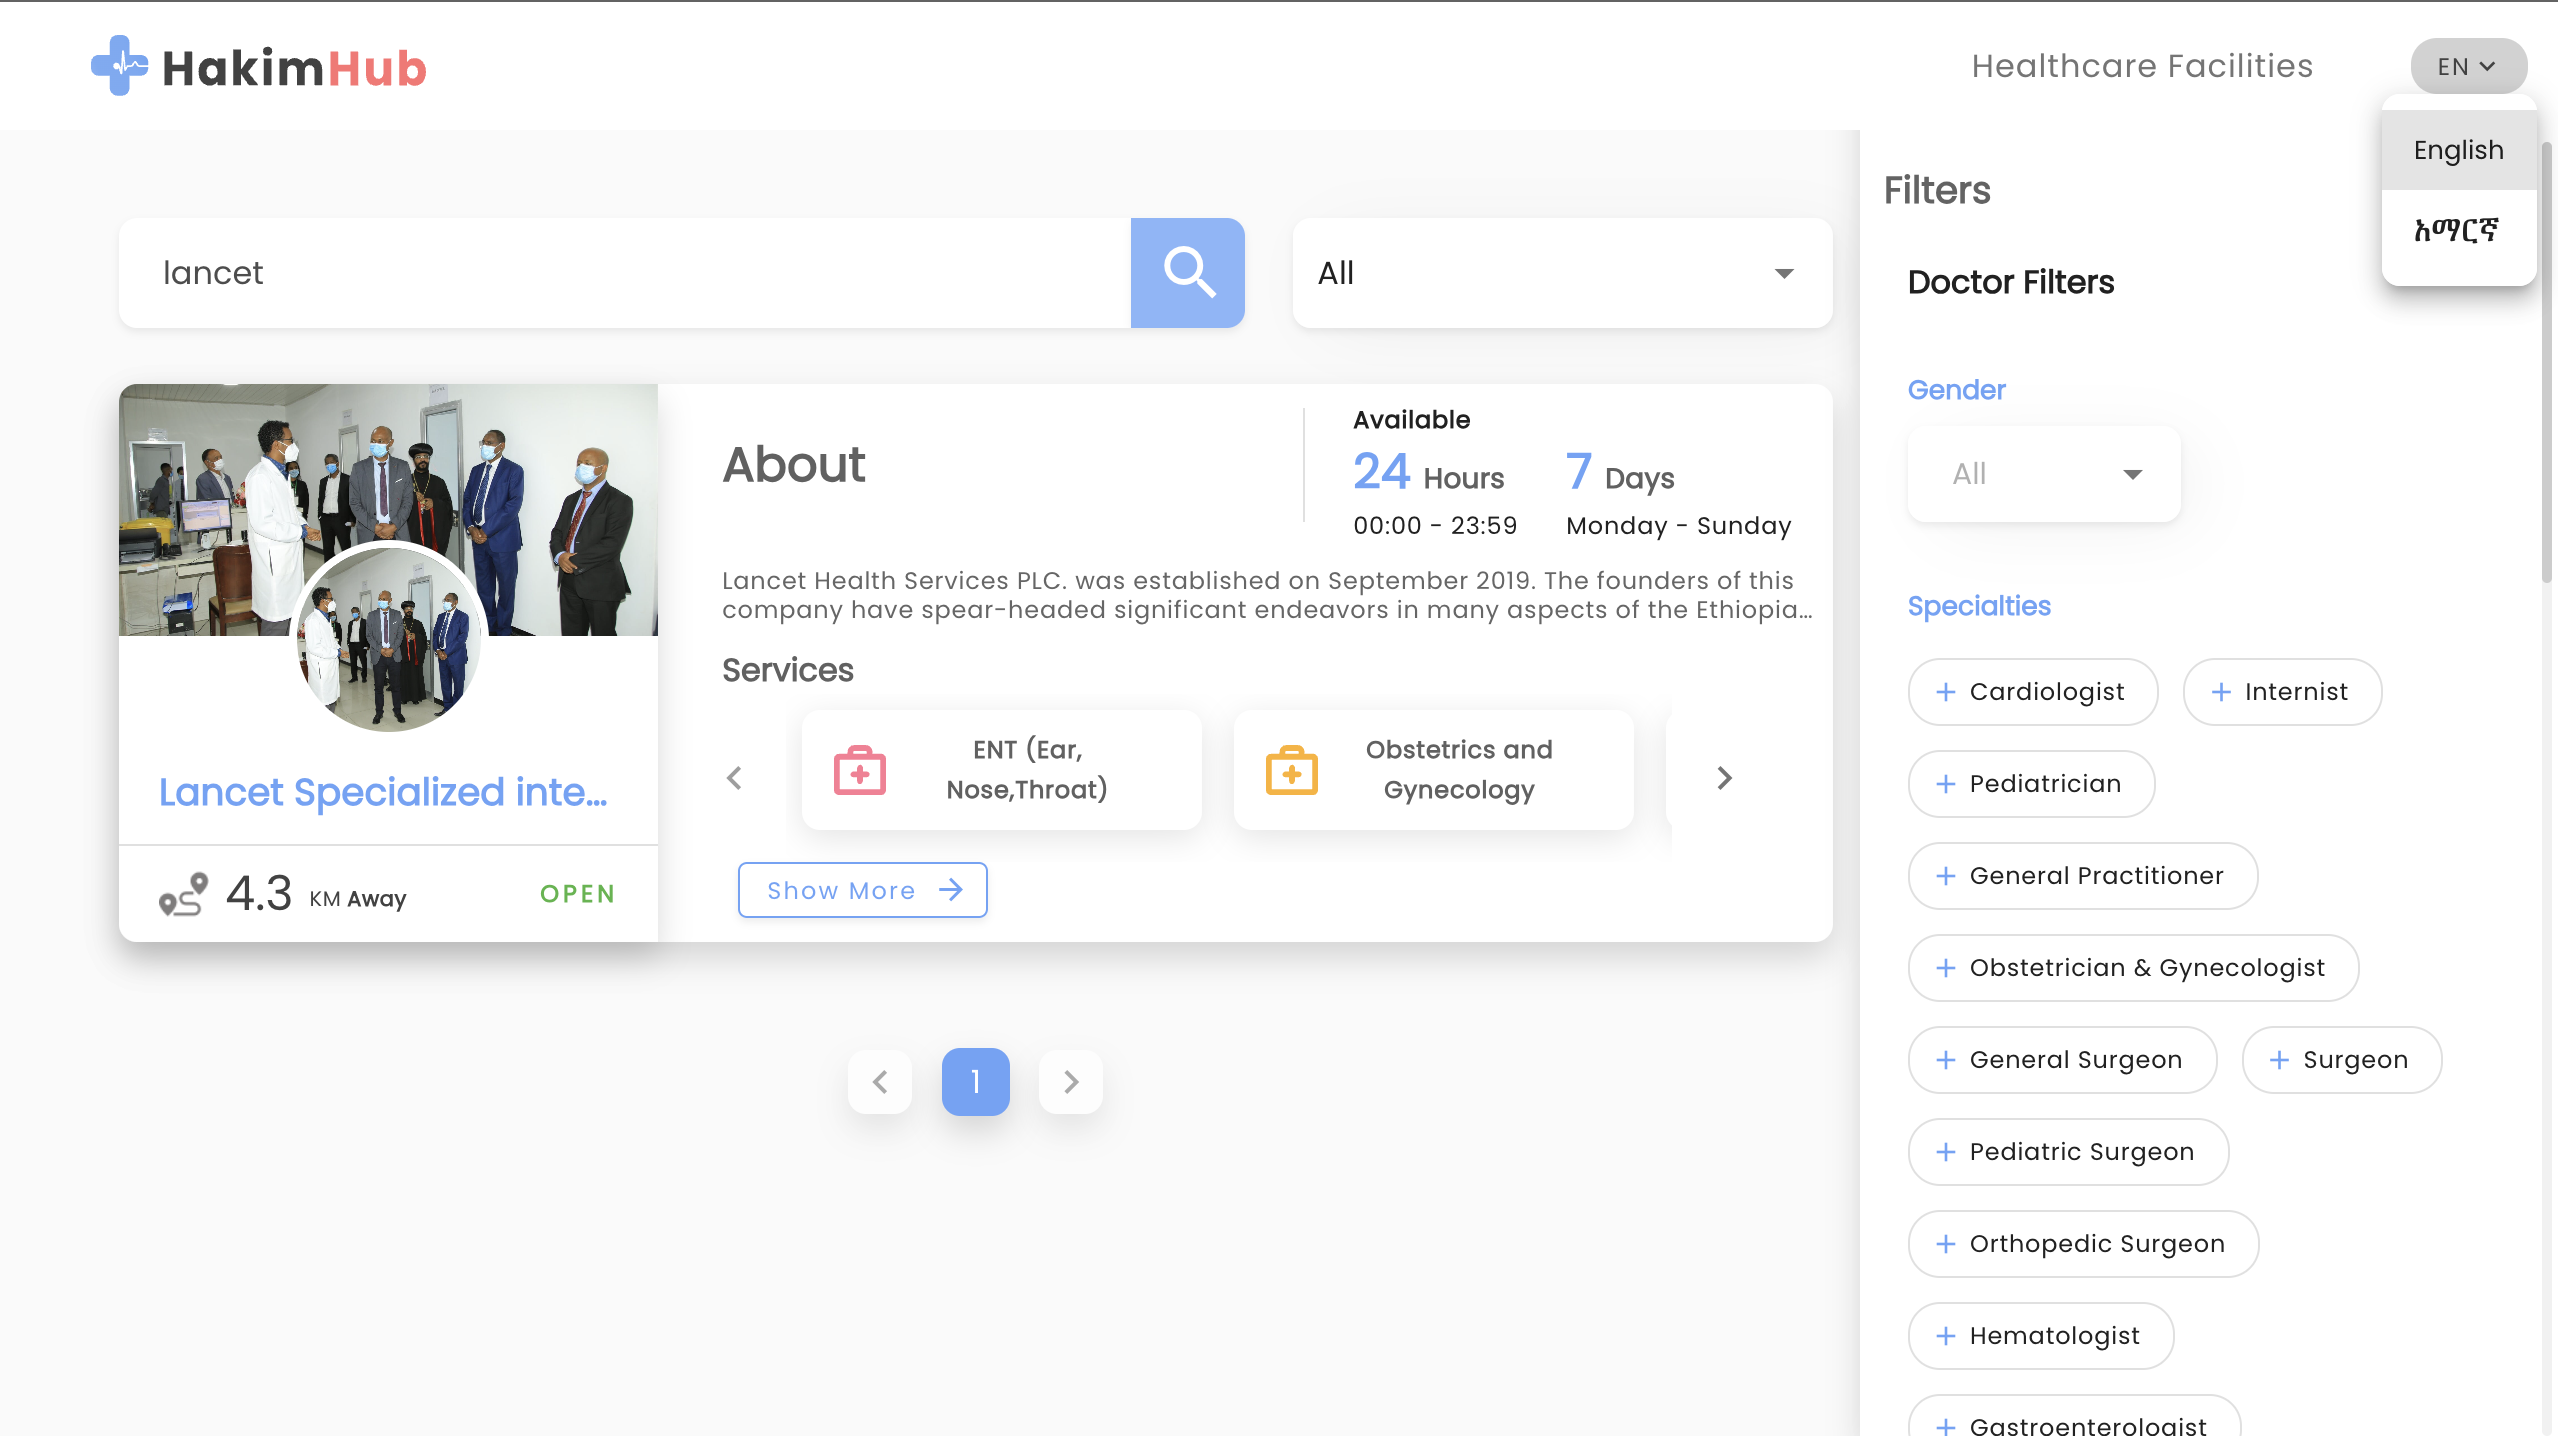 HakimHub
Healthcare Facilities
EN
English
አማርኛ
lancet
All
About
Available
24 Hours
7 Days
00:00 - 23:59
Monday - Sunday
Lancet Health Services PLC. was established on September 2019. The founders of this
company have spear-headed significant endeavors in many aspects of the Ethiopia...
Services
ENT (Ear,
Nose,Throat)
Obstetrics and
Gynecology
Show More
Lancet Specialized inte...
4.3 KM Away
OPEN
1
Filters
Doctor Filters
Gender
All
Specialties
Cardiologist
Internist
Pediatrician
General Practitioner
Obstetrician & Gynecologist
General Surgeon
Surgeon
Pediatric Surgeon
Orthopedic Surgeon
Hematologist
Gastroenterologist